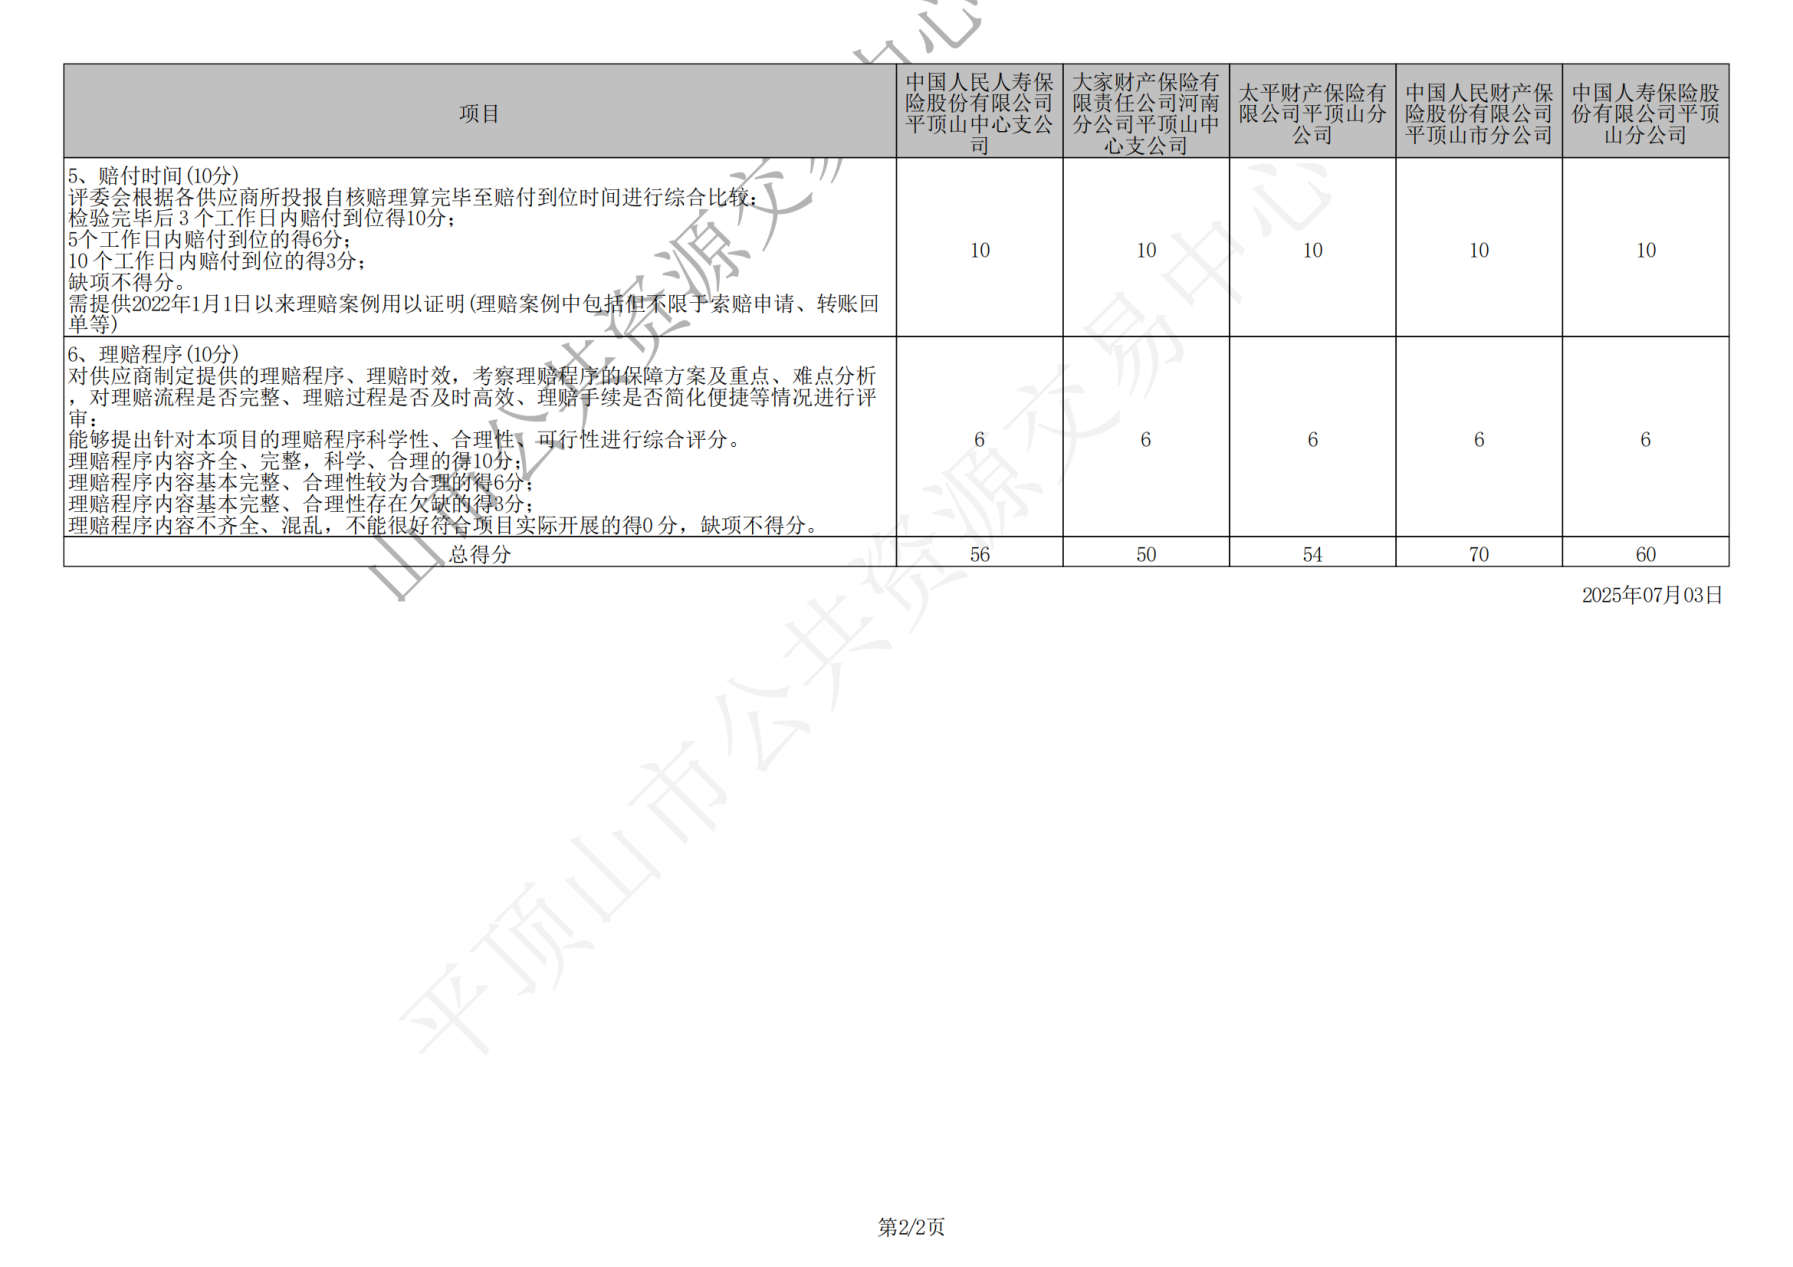 项目
中国人民人寿保
险股份有限公司
平顶山中心支公
司
大家财产保险有
限责任公司河南
分公司平顶山中
心支公司
太平财产保险有
限公司平顶山分
公司
中国人民财产保
险股份有限公司
平顶山市分公司
中国人寿保险股
份有限公司平顶
山分公司
5、赔付时间(10分)
评委会根据各供应商所投报自核赔理算完毕至赔付到位时间进行综合比较:
检验完毕后 3 个工作日内赔付到位得10分;
5个工作日内赔付到位的得6分;
10 个工作日内赔付到位的得3分;
缺项不得分。
需提供2022年1月1日以来理赔案例用以证明(理赔案例中包括但不限于索赔申请、转账回
单等)
10
10
10
10
10
6、理赔程序(10分)
对供应商制定提供的理赔程序、理赔时效，考察理赔程序的保障方案及重点、难点分析
，对理赔流程是否完整、理赔过程是否及时高效、理赔手续是否简化便捷等情况进行评
审:
能够提出针对本项目的理赔程序科学性、合理性、可行性进行综合评分。
理赔程序内容齐全、完整，科学、合理的得10分;
理赔程序内容基本完整、合理性较为合理的得6分;
理赔程序内容基本完整、合理性存在欠缺的得3分;
理赔程序内容不齐全、混乱，不能很好符合项目实际开展的得0 分，缺项不得分。
6
6
6
6
6
总得分
56
50
54
70
60
2025年07月03日
山市公共资源交易中心
平顶山市公共资源交易中心
第2/2页